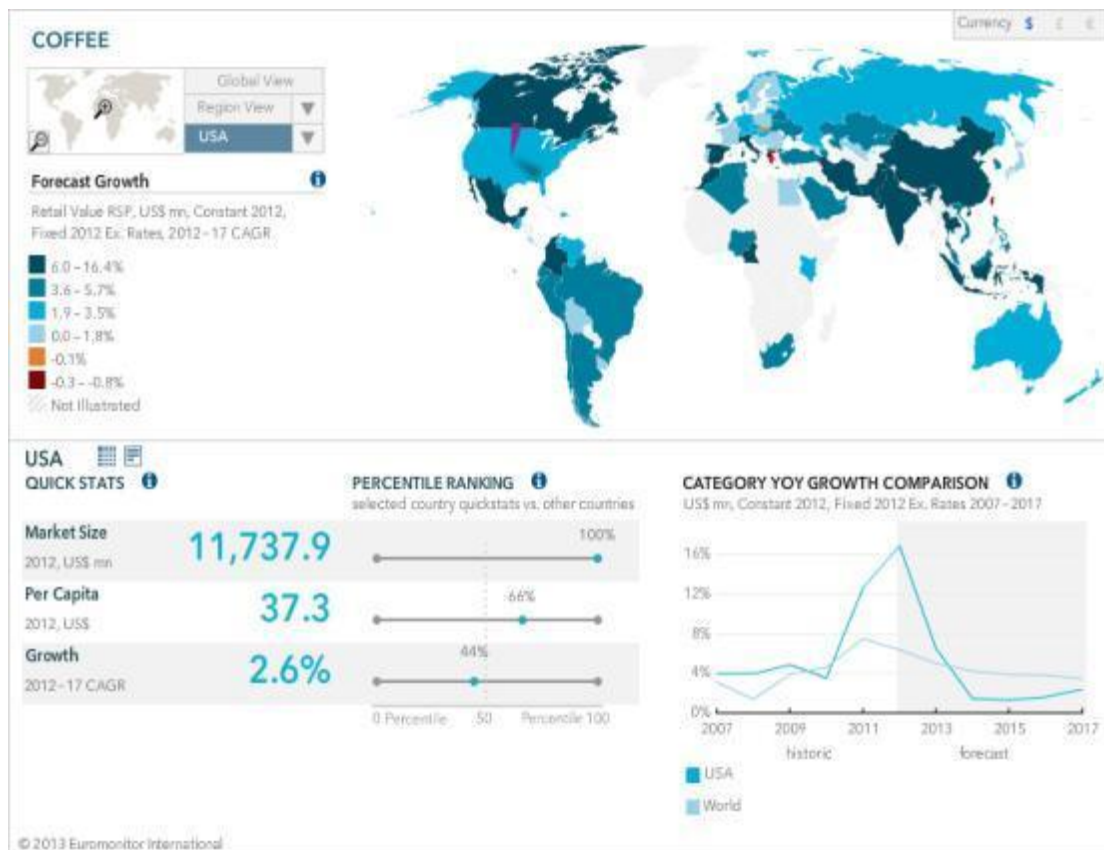 Currency $ £ €
COFFEE
Global View
Region View
USA
Forecast Growth
Retail Value RSP, US$ mn, Constant 2012,
Fixed 2012 Ex. Rates, 2012-17 CAGR
6.0 – 16.4%
3.6 – 5.7%
1.9 – 3.5%
0.0 – 1.8%
-0.1%
-0.3 – -0.8%
Not Illustrated
USA
QUICK STATS
Market Size
2012, US$ mn
11,737.9
Per Capita
2012, US$
37.3
Growth
2012-17 CAGR
2.6%
PERCENTILE RANKING
selected country quickstats vs. other countries
100%
66%
44%
0 Percentile 50 Percentile 100
CATEGORY YOY GROWTH COMPARISON
US$ mn, Constant 2012, Fixed 2012 Ex. Rates 2007-2017
16%
12%
8%
4%
0%
2007 2009 2011 2013 2015 2017
historic forecast
USA
World
© 2013 Euromonitor International